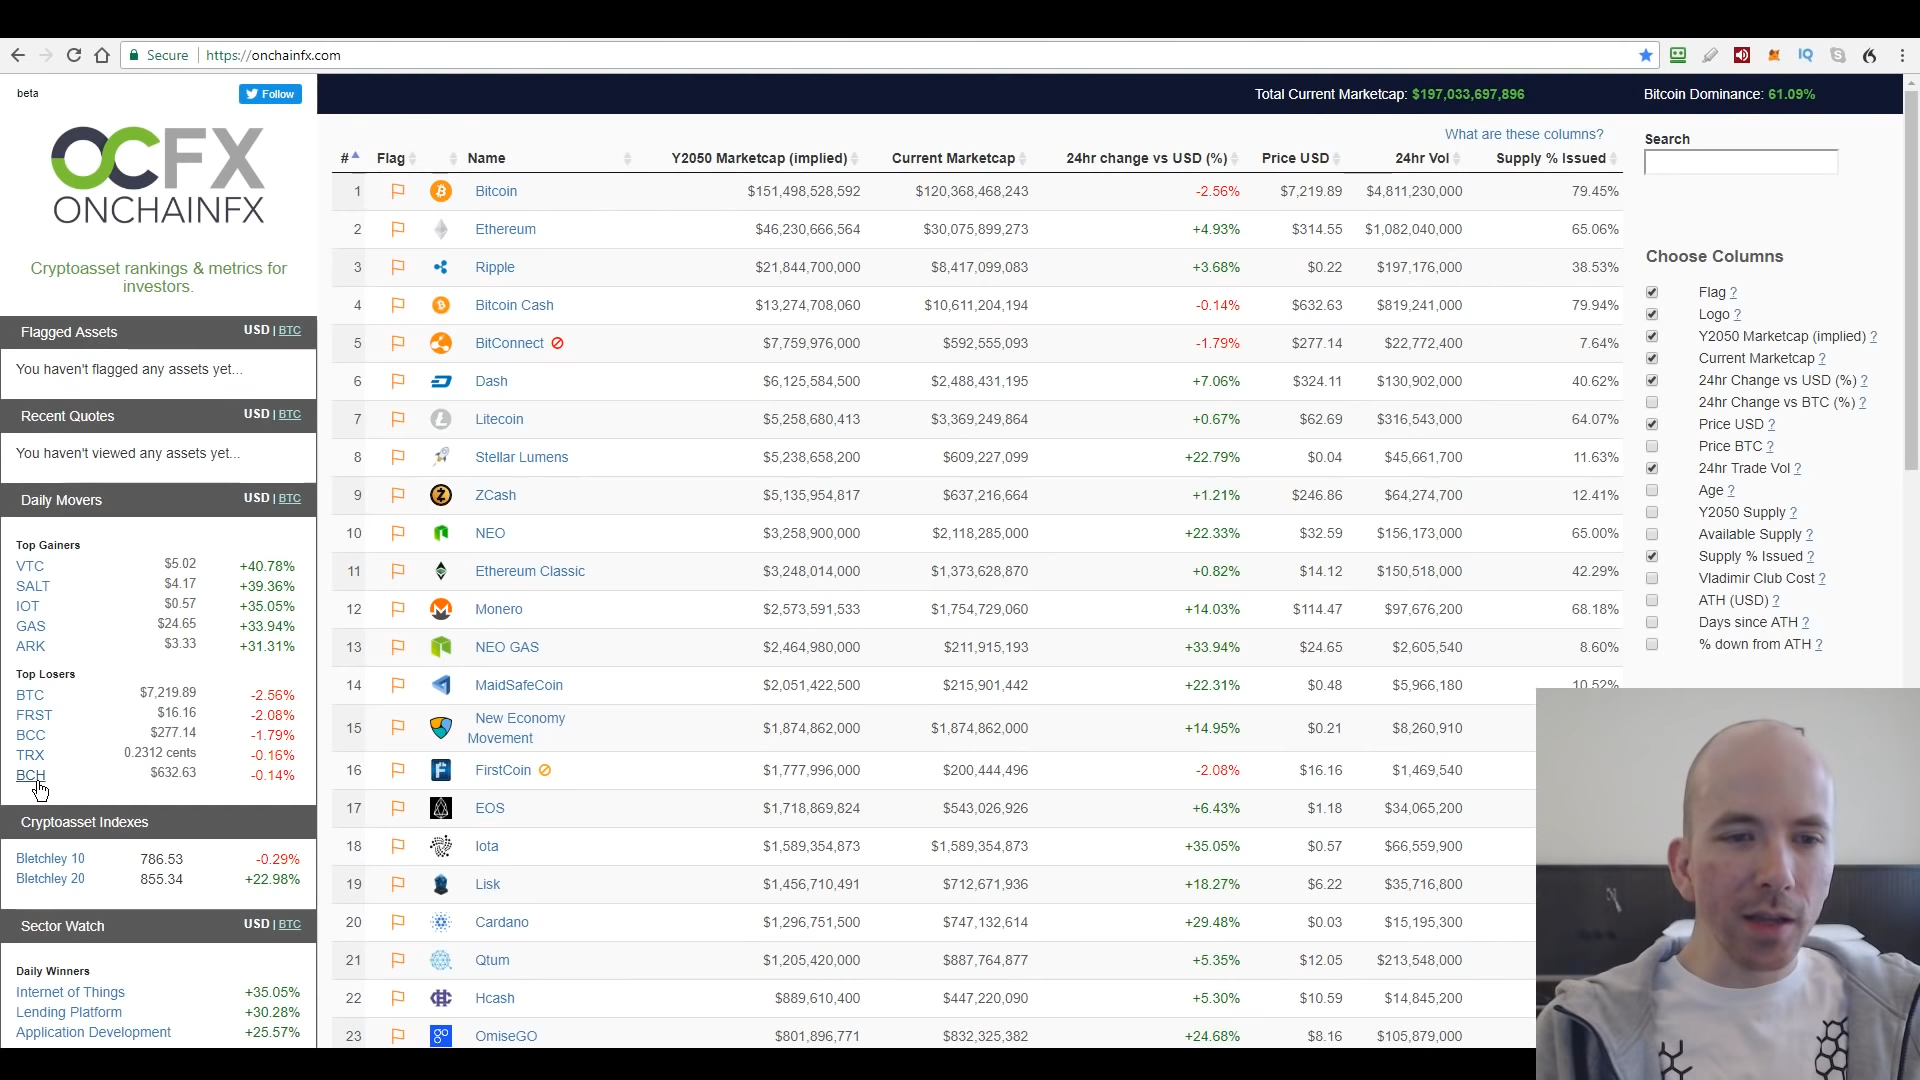 Secure https://onchainfx.com
beta
Follow
OCFX
ONCHAINFX
Cryptoasset rankings & metrics for
investors.
Flagged Assets USD | BTC
You haven't flagged any assets yet...
Recent Quotes USD | BTC
You haven't viewed any assets yet...
Daily Movers USD | BTC
Top Gainers
VTC $5.02 +40.78%
SALT $4.17 +39.36%
IOT $0.57 +35.05%
GAS $24.65 +33.94%
ARK $3.33 +31.31%
Top Losers
BTC $7,219.89 -2.56%
FRST $16.16 -2.08%
BCC $277.14 -1.79%
TRX 0.2312 cents -0.16%
BCH $632.63 -0.14%
Cryptoasset Indexes
Bletchley 10 786.53 -0.29%
Bletchley 20 855.34 +22.98%
Sector Watch USD | BTC
Daily Winners
Internet of Things +35.05%
Lending Platform +30.28%
Application Development +25.57%
Total Current Marketcap: $197,033,697,896 Bitcoin Dominance: 61.09%
What are these columns?
# Flag Name Y2050 Marketcap (implied) Current Marketcap 24hr change vs USD (%) Price USD 24hr Vol Supply % Issued
1 Bitcoin $151,498,528,592 $120,368,468,243 -2.56% $7,219.89 $4,811,230,000 79.45%
2 Ethereum $46,230,666,564 $30,075,899,273 +4.93% $314.55 $1,082,040,000 65.06%
3 Ripple $21,844,700,000 $8,417,099,083 +3.68% $0.22 $197,176,000 38.53%
4 Bitcoin Cash $13,274,708,060 $10,611,204,194 -0.14% $632.63 $819,241,000 79.94%
5 BitConnect $7,759,976,000 $592,555,093 -1.79% $277.14 $22,772,400 7.64%
6 Dash $6,125,584,500 $2,488,431,195 +7.06% $324.11 $130,902,000 40.62%
7 Litecoin $5,258,680,413 $3,369,249,864 +0.67% $62.69 $316,543,000 64.07%
8 Stellar Lumens $5,238,658,200 $609,227,099 +22.79% $0.04 $45,661,700 11.63%
9 ZCash $5,135,954,817 $637,216,664 +1.21% $246.86 $64,274,700 12.41%
10 NEO $3,258,900,000 $2,118,285,000 +22.33% $32.59 $156,173,000 65.00%
11 Ethereum Classic $3,248,014,000 $1,373,628,870 +0.82% $14.12 $150,518,000 42.29%
12 Monero $2,573,591,533 $1,754,729,060 +14.03% $114.47 $97,676,200 68.18%
13 NEO GAS $2,464,980,000 $211,915,193 +33.94% $24.65 $2,605,540 8.60%
14 MaidSafeCoin $2,051,422,500 $215,901,442 +22.31% $0.48 $5,966,180 10.52%
15 New Economy Movement $1,874,862,000 $1,874,862,000 +14.95% $0.21 $8,260,910
16 FirstCoin $1,777,996,000 $200,444,496 -2.08% $16.16 $1,469,540
17 EOS $1,718,869,824 $543,026,926 +6.43% $1.18 $34,065,200
18 Iota $1,589,354,873 $1,589,354,873 +35.05% $0.57 $66,559,900
19 Lisk $1,456,710,491 $712,671,936 +18.27% $6.22 $35,716,800
20 Cardano $1,296,751,500 $747,132,614 +29.48% $0.03 $15,195,300
21 Qtum $1,205,420,000 $887,764,877 +5.35% $12.05 $213,548,000
22 Hcash $889,610,400 $447,220,090 +5.30% $10.59 $14,845,200
23 OmiseGO $801,896,771 $832,325,382 +24.68% $8.16 $105,879,000
Search
Choose Columns
Flag ?
Logo ?
Y2050 Marketcap (implied) ?
Current Marketcap ?
24hr Change vs USD (%) ?
24hr Change vs BTC (%) ?
Price USD ?
Price BTC ?
24hr Trade Vol ?
Age ?
Y2050 Supply ?
Available Supply ?
Supply % Issued ?
Vladimir Club Cost ?
ATH (USD) ?
Days since ATH ?
% down from ATH ?